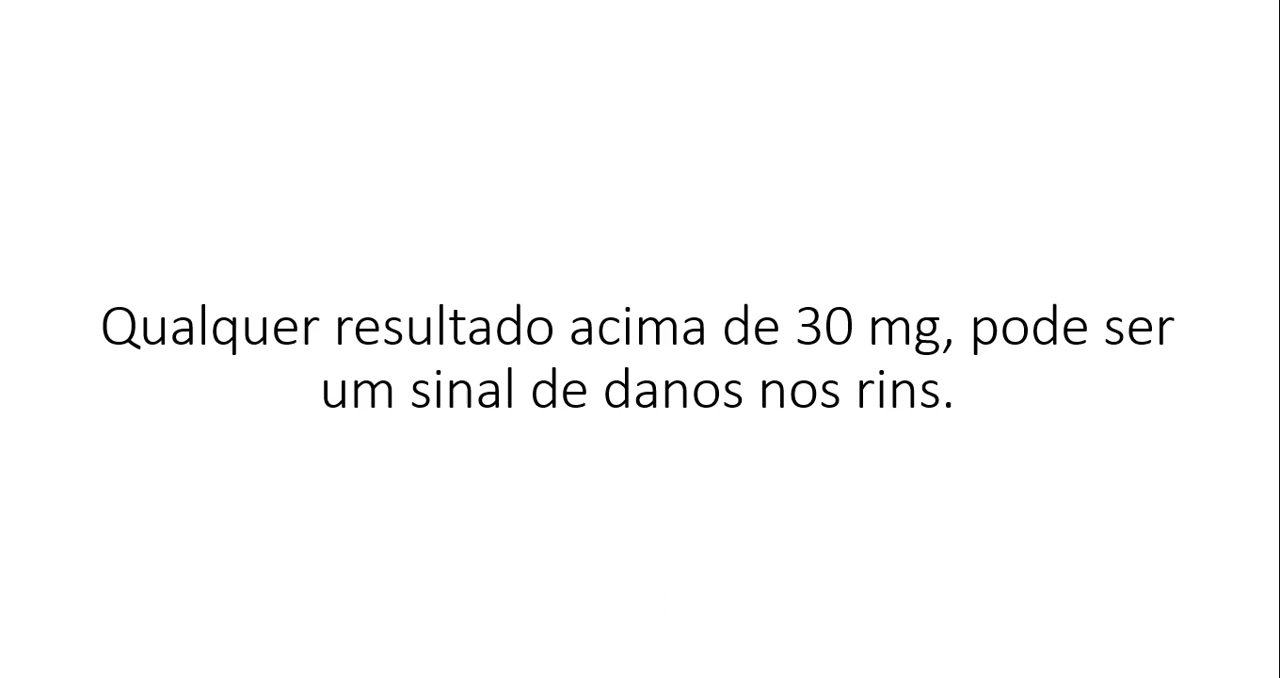 Qualquer resultado acima de 30 mg, pode ser
um sinal de danos nos rins.